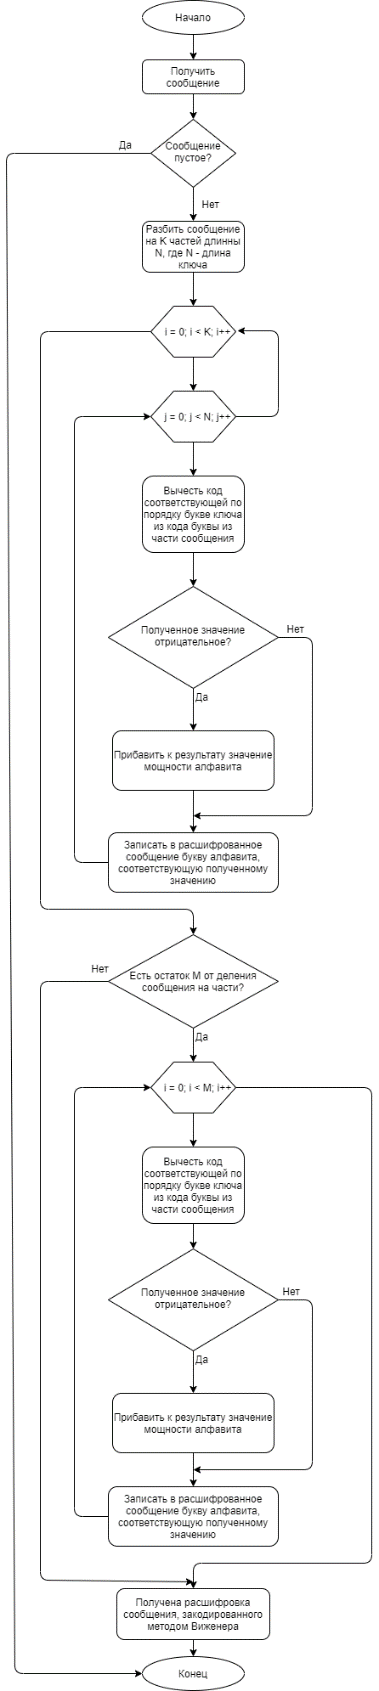 Начало
Получить
сообщение
Сообщение
пустое?
Да
Нет
Разбить сообщение
на K частей длинны
N, где N - длина
ключа
i = 0; i < K; i++
j = 0; j < N; j++
Вычесть код
соответствующей по
порядку букве ключа
из кода буквы из
части сообщения
Полученное значение
отрицательное?
Нет
Да
Прибавить к результату значение
мощности алфавита
Записать в расшифрованное
сообщение букву алфавита,
соответствующую полученному
значению
Есть остаток M от деления
сообщения на части?
Нет
Да
i = 0; i < M; i++
Вычесть код
соответствующей по
порядку букве ключа
из кода буквы из
части сообщения
Полученное значение
отрицательное?
Нет
Да
Прибавить к результату значение
мощности алфавита
Записать в расшифрованное
сообщение букву алфавита,
соответствующую полученному
значению
Получена расшифровка
сообщения, закодированного
методом Виженера
Конец